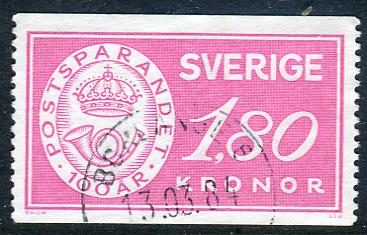 POSTSPARANDET
100 ÅR
SVERIGE
1,80
KRONOR
13.03.84